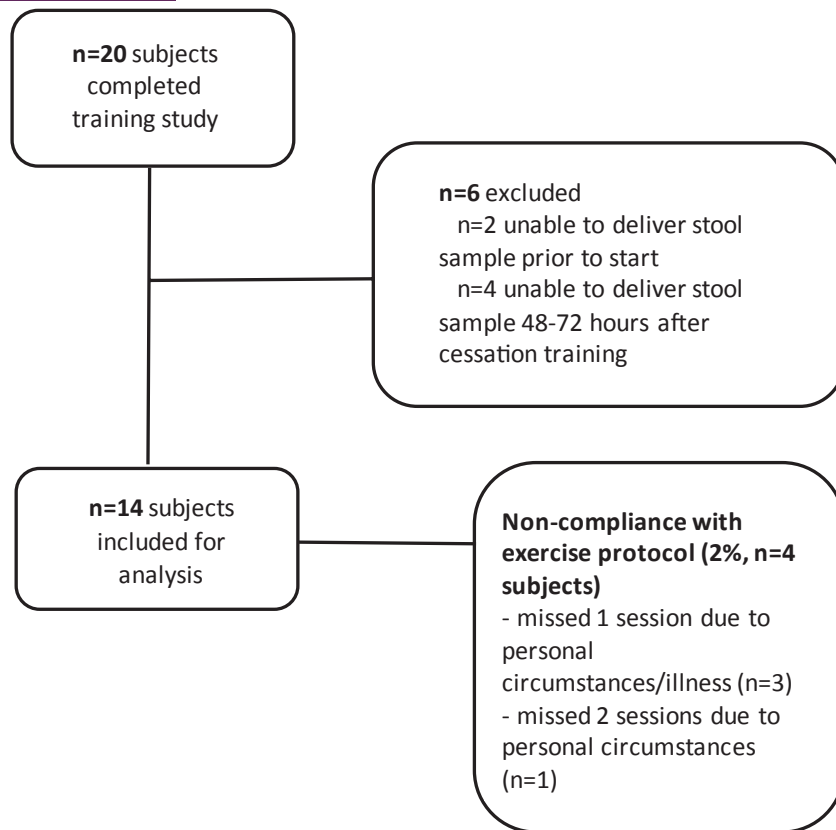 n=20 subjects
completed
training study
n=6 excluded
n=2 unable to deliver stool
sample prior to start
n=4 unable to deliver stool
sample 48-72 hours after
cessation training
n=14 subjects
included for
analysis
Non-compliance with
exercise protocol (2%, n=4
subjects)
- missed 1 session due to
personal
circumstances/illness (n=3)
- missed 2 sessions due to
personal circumstances
(n=1)